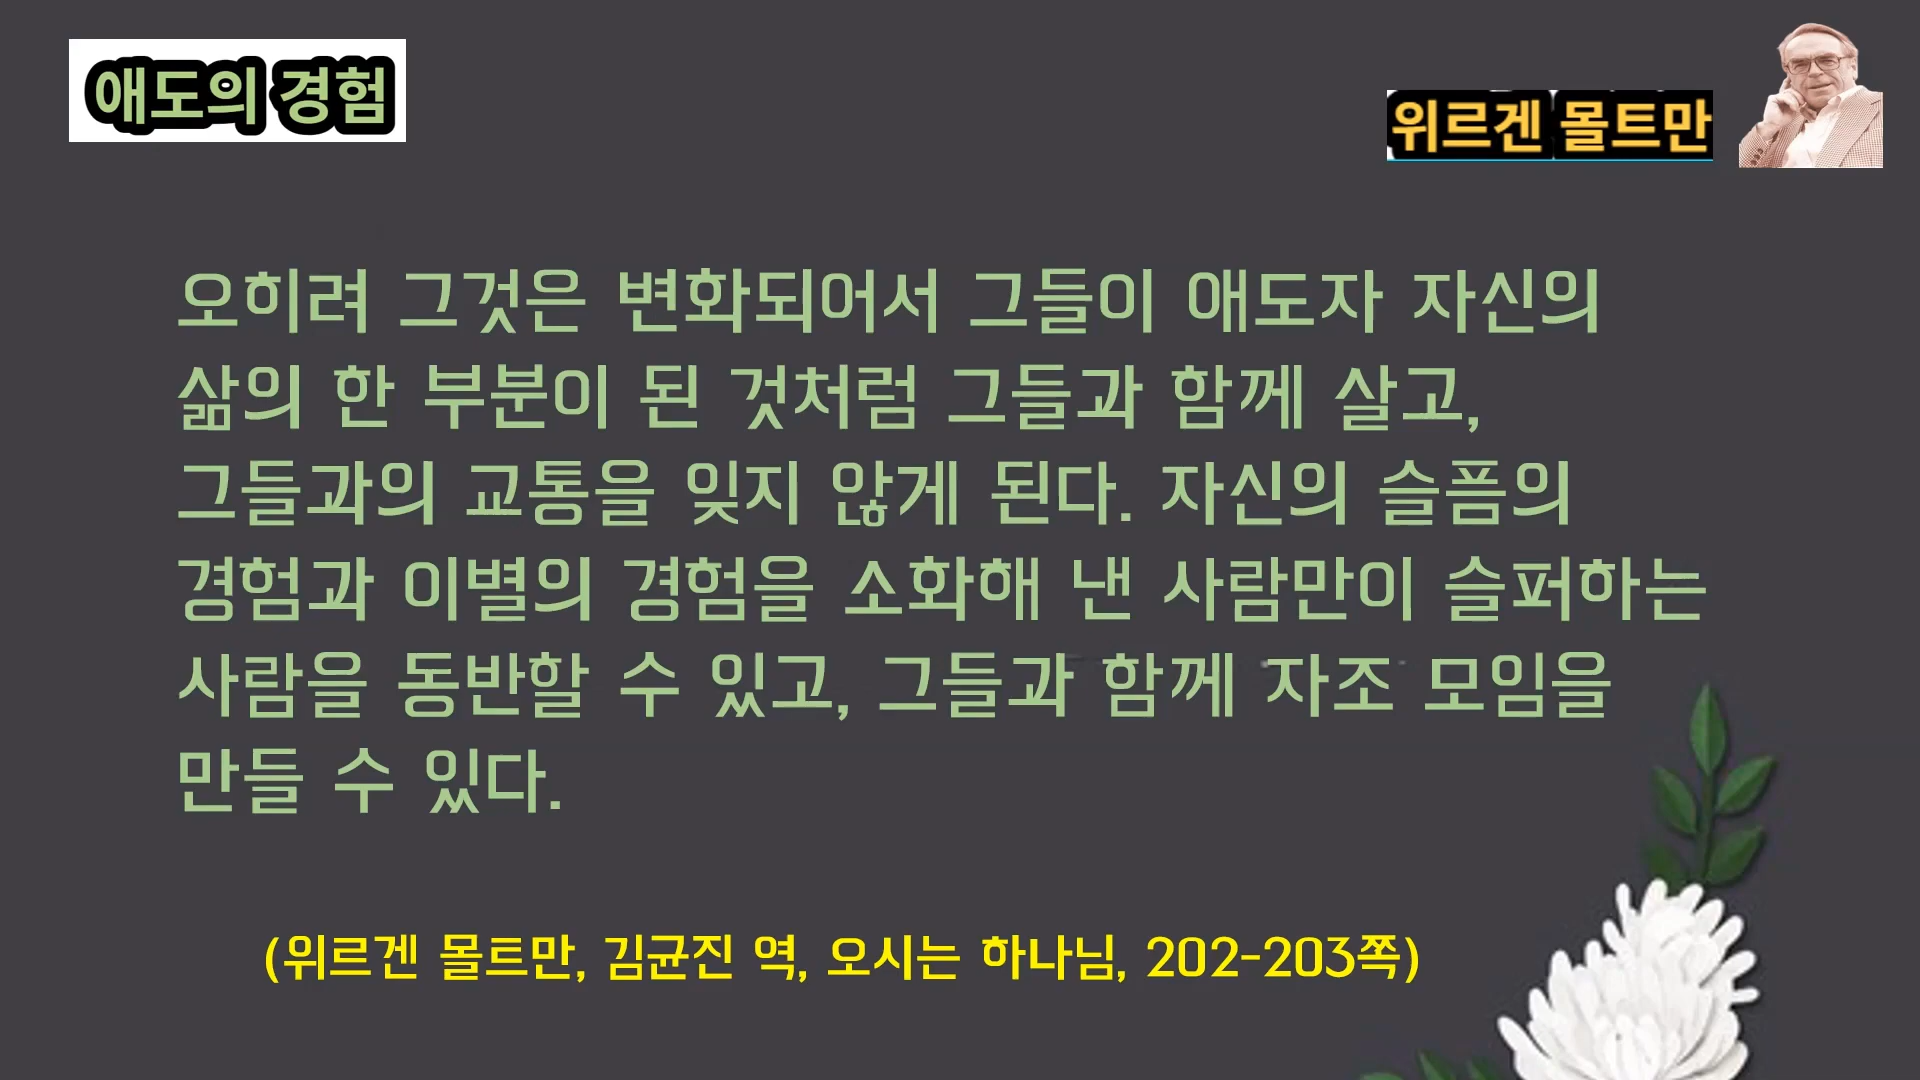 애도의 경험
위르겐 몰트만
오히려 그것은 변화되어서 그들이 애도자 자신의
삶의 한 부분이 된 것처럼 그들과 함께 살고,
그들과의 교통을 잊지 않게 된다. 자신의 슬픔의
경험과 이별의 경험을 소화해 낸 사람만이 슬퍼하는
사람을 동반할 수 있고, 그들과 함께 자조 모임을
만들 수 있다.
(위르겐 몰트만, 김균진 역, 오시는 하나님, 202-203쪽)